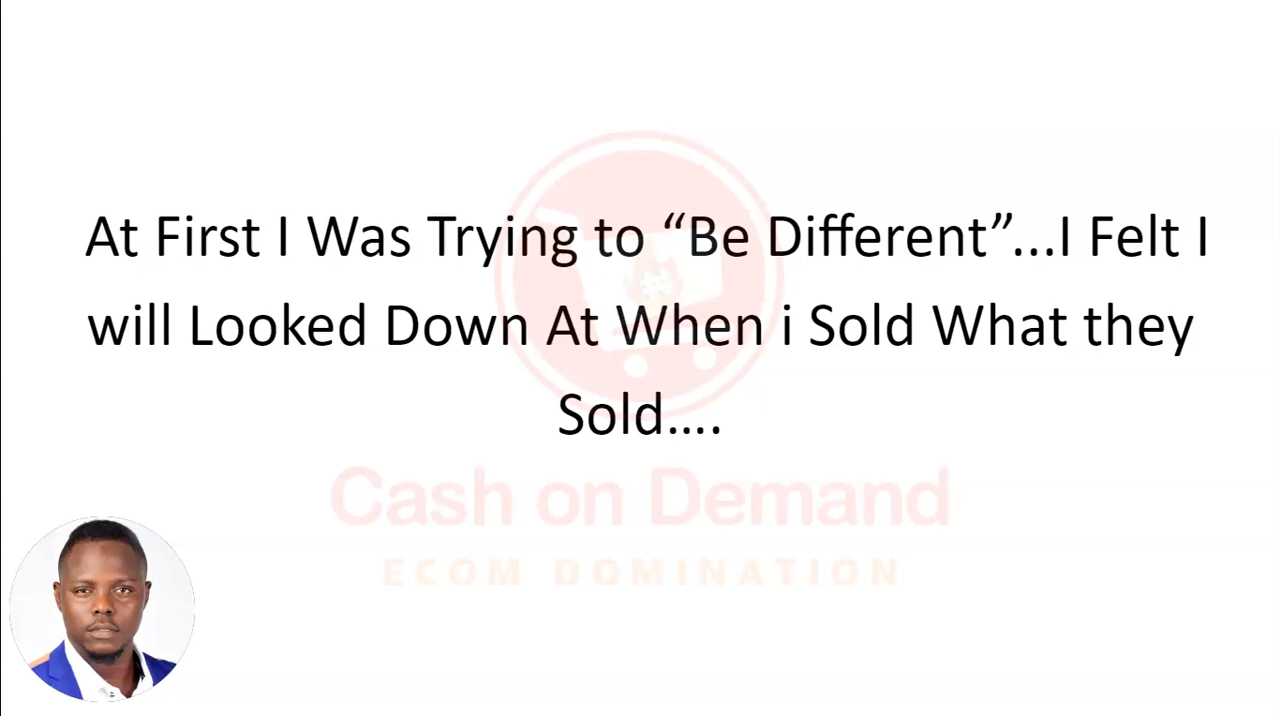 At First I Was Trying to “Be Different”...I Felt I
will Looked Down At When i Sold What they
Sold....
Cash on Demand
ECOM DOMINATION